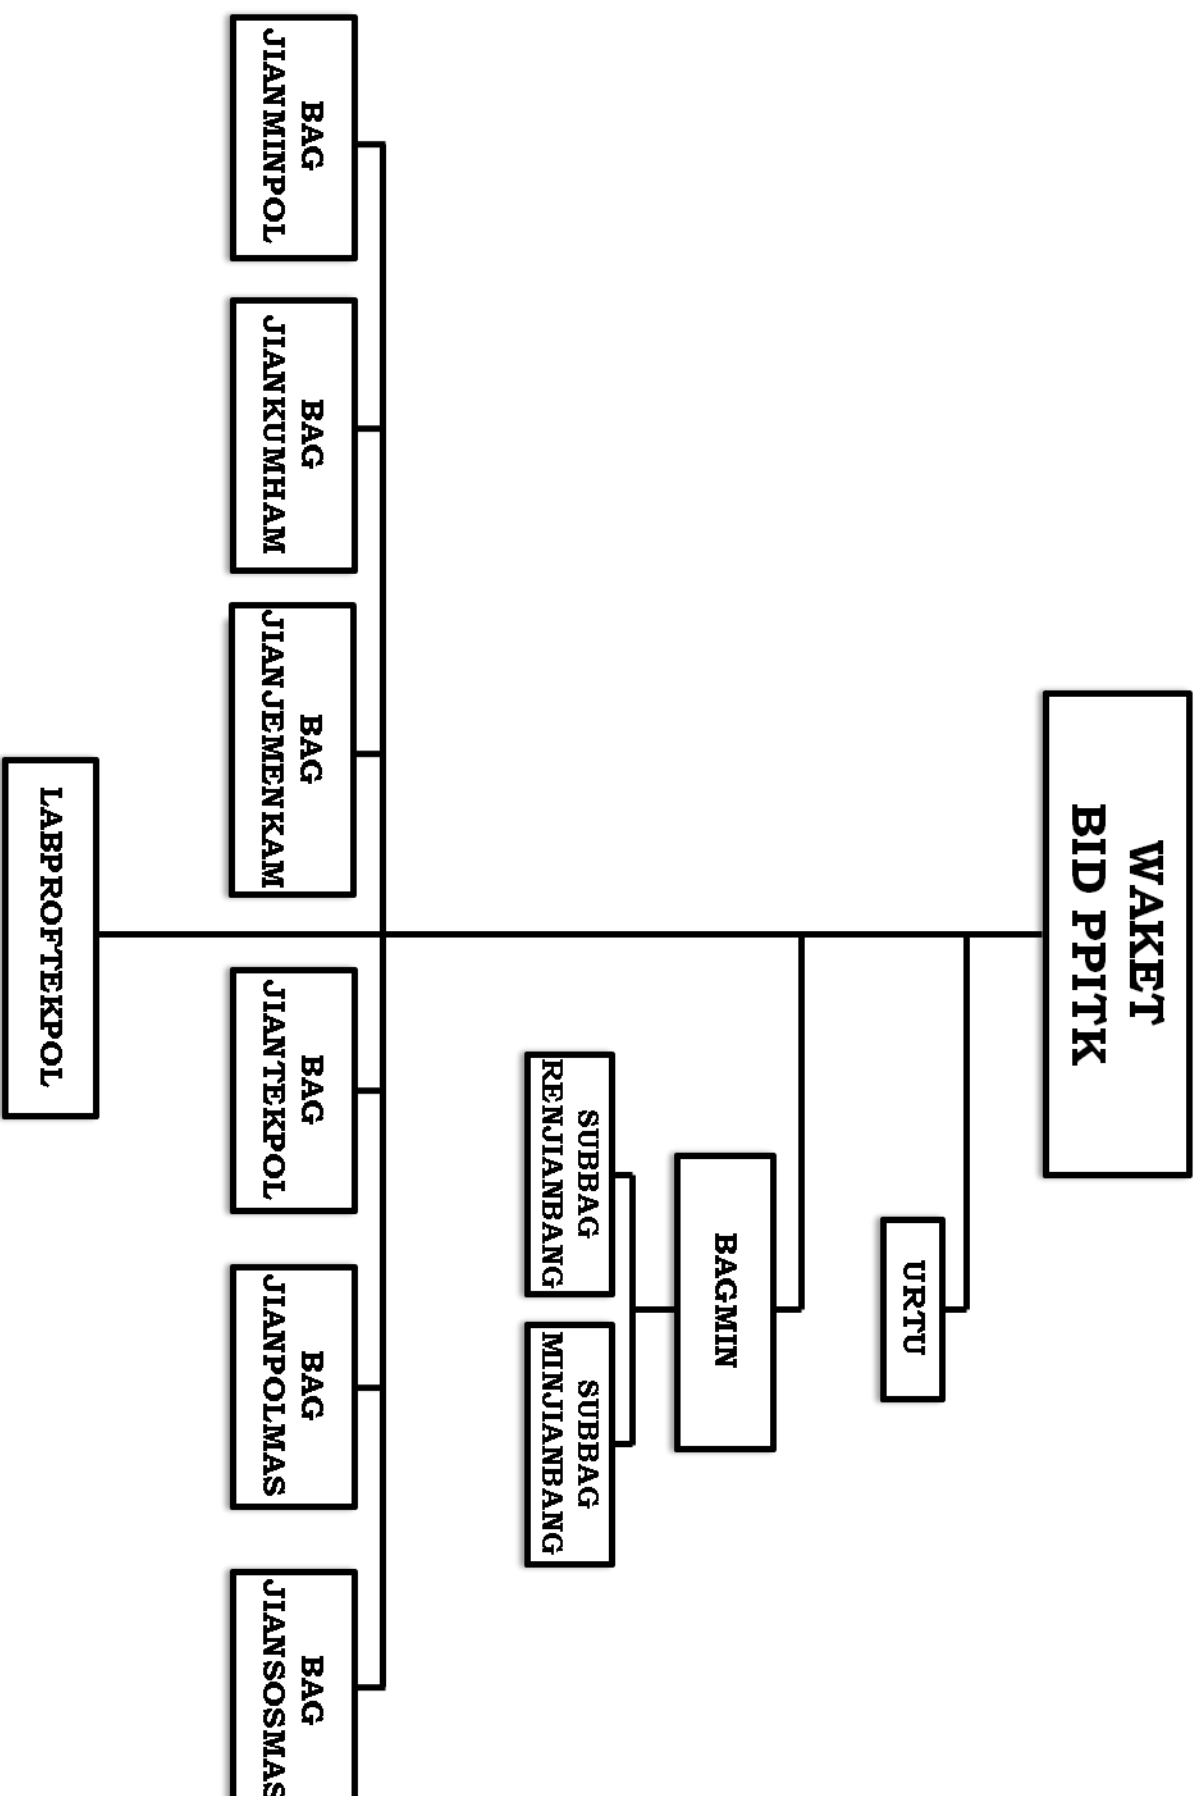 WAKET
BID PPITK
URTU
BAGMIN
SUBBAG
RENJIANBANG
SUBBAG
MINJIANBANG
BAG
JIANMINPOL
BAG
JIANKUMHAM
BAG
JIANJEMENKAM
BAG
JIANTEKPOL
BAG
JIANPOLMAS
BAG
JIANSOSMAS
LABPROFTEKPOL